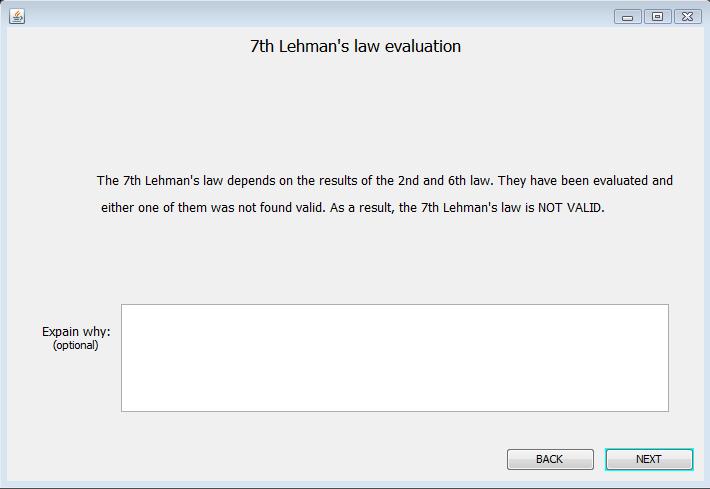 7th Lehman's law evaluation
The 7th Lehman's law depends on the results of the 2nd and 6th law. They have been evaluated and
either one of them was not found valid. As a result, the 7th Lehman's law is NOT VALID.
Expain why:
(optional)
BACK
NEXT